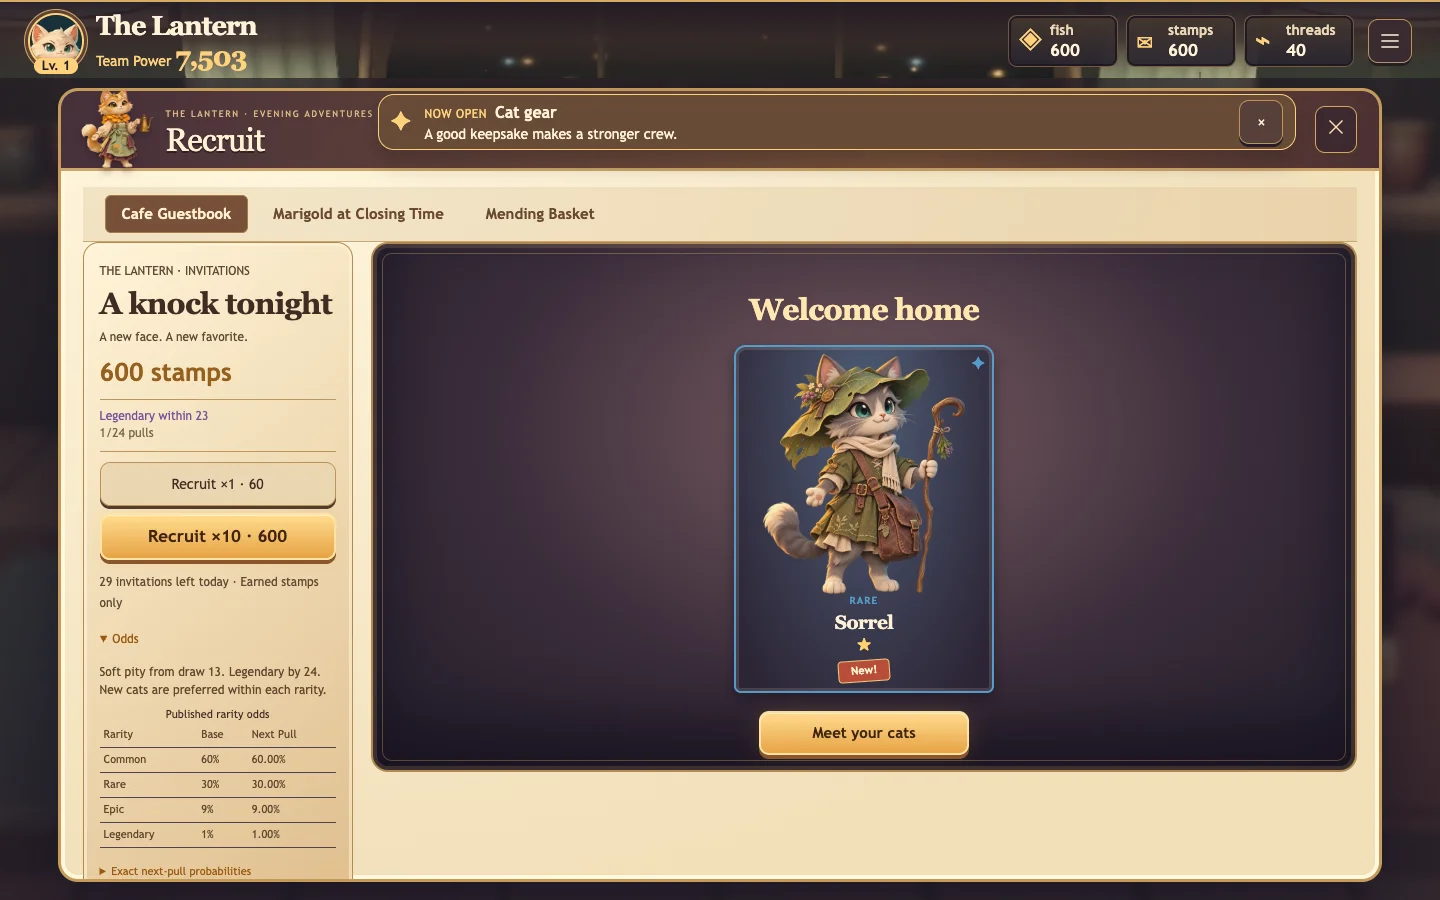 The Lantern
Team Power 7,503
Lv. 1
fish
600
stamps
600
threads
40
THE LANTERN · EVENING ADVENTURES
Recruit
NOW OPEN Cat gear
A good keepsake makes a stronger crew.
×
Cafe Guestbook
Marigold at Closing Time
Mending Basket
THE LANTERN · INVITATIONS
A knock tonight
A new face. A new favorite.
600 stamps
Legendary within 23
1/24 pulls
Recruit ×1 · 60
Recruit ×10 · 600
29 invitations left today · Earned stamps
only
▼ Odds
Soft pity from draw 13. Legendary by 24.
New cats are preferred within each rarity.
Published rarity odds
Rarity Base Next Pull
Common 60% 60.00%
Rare 30% 30.00%
Epic 9% 9.00%
Legendary 1% 1.00%
▶ Exact next-pull probabilities
Welcome home
RARE
Sorrel
New!
Meet your cats